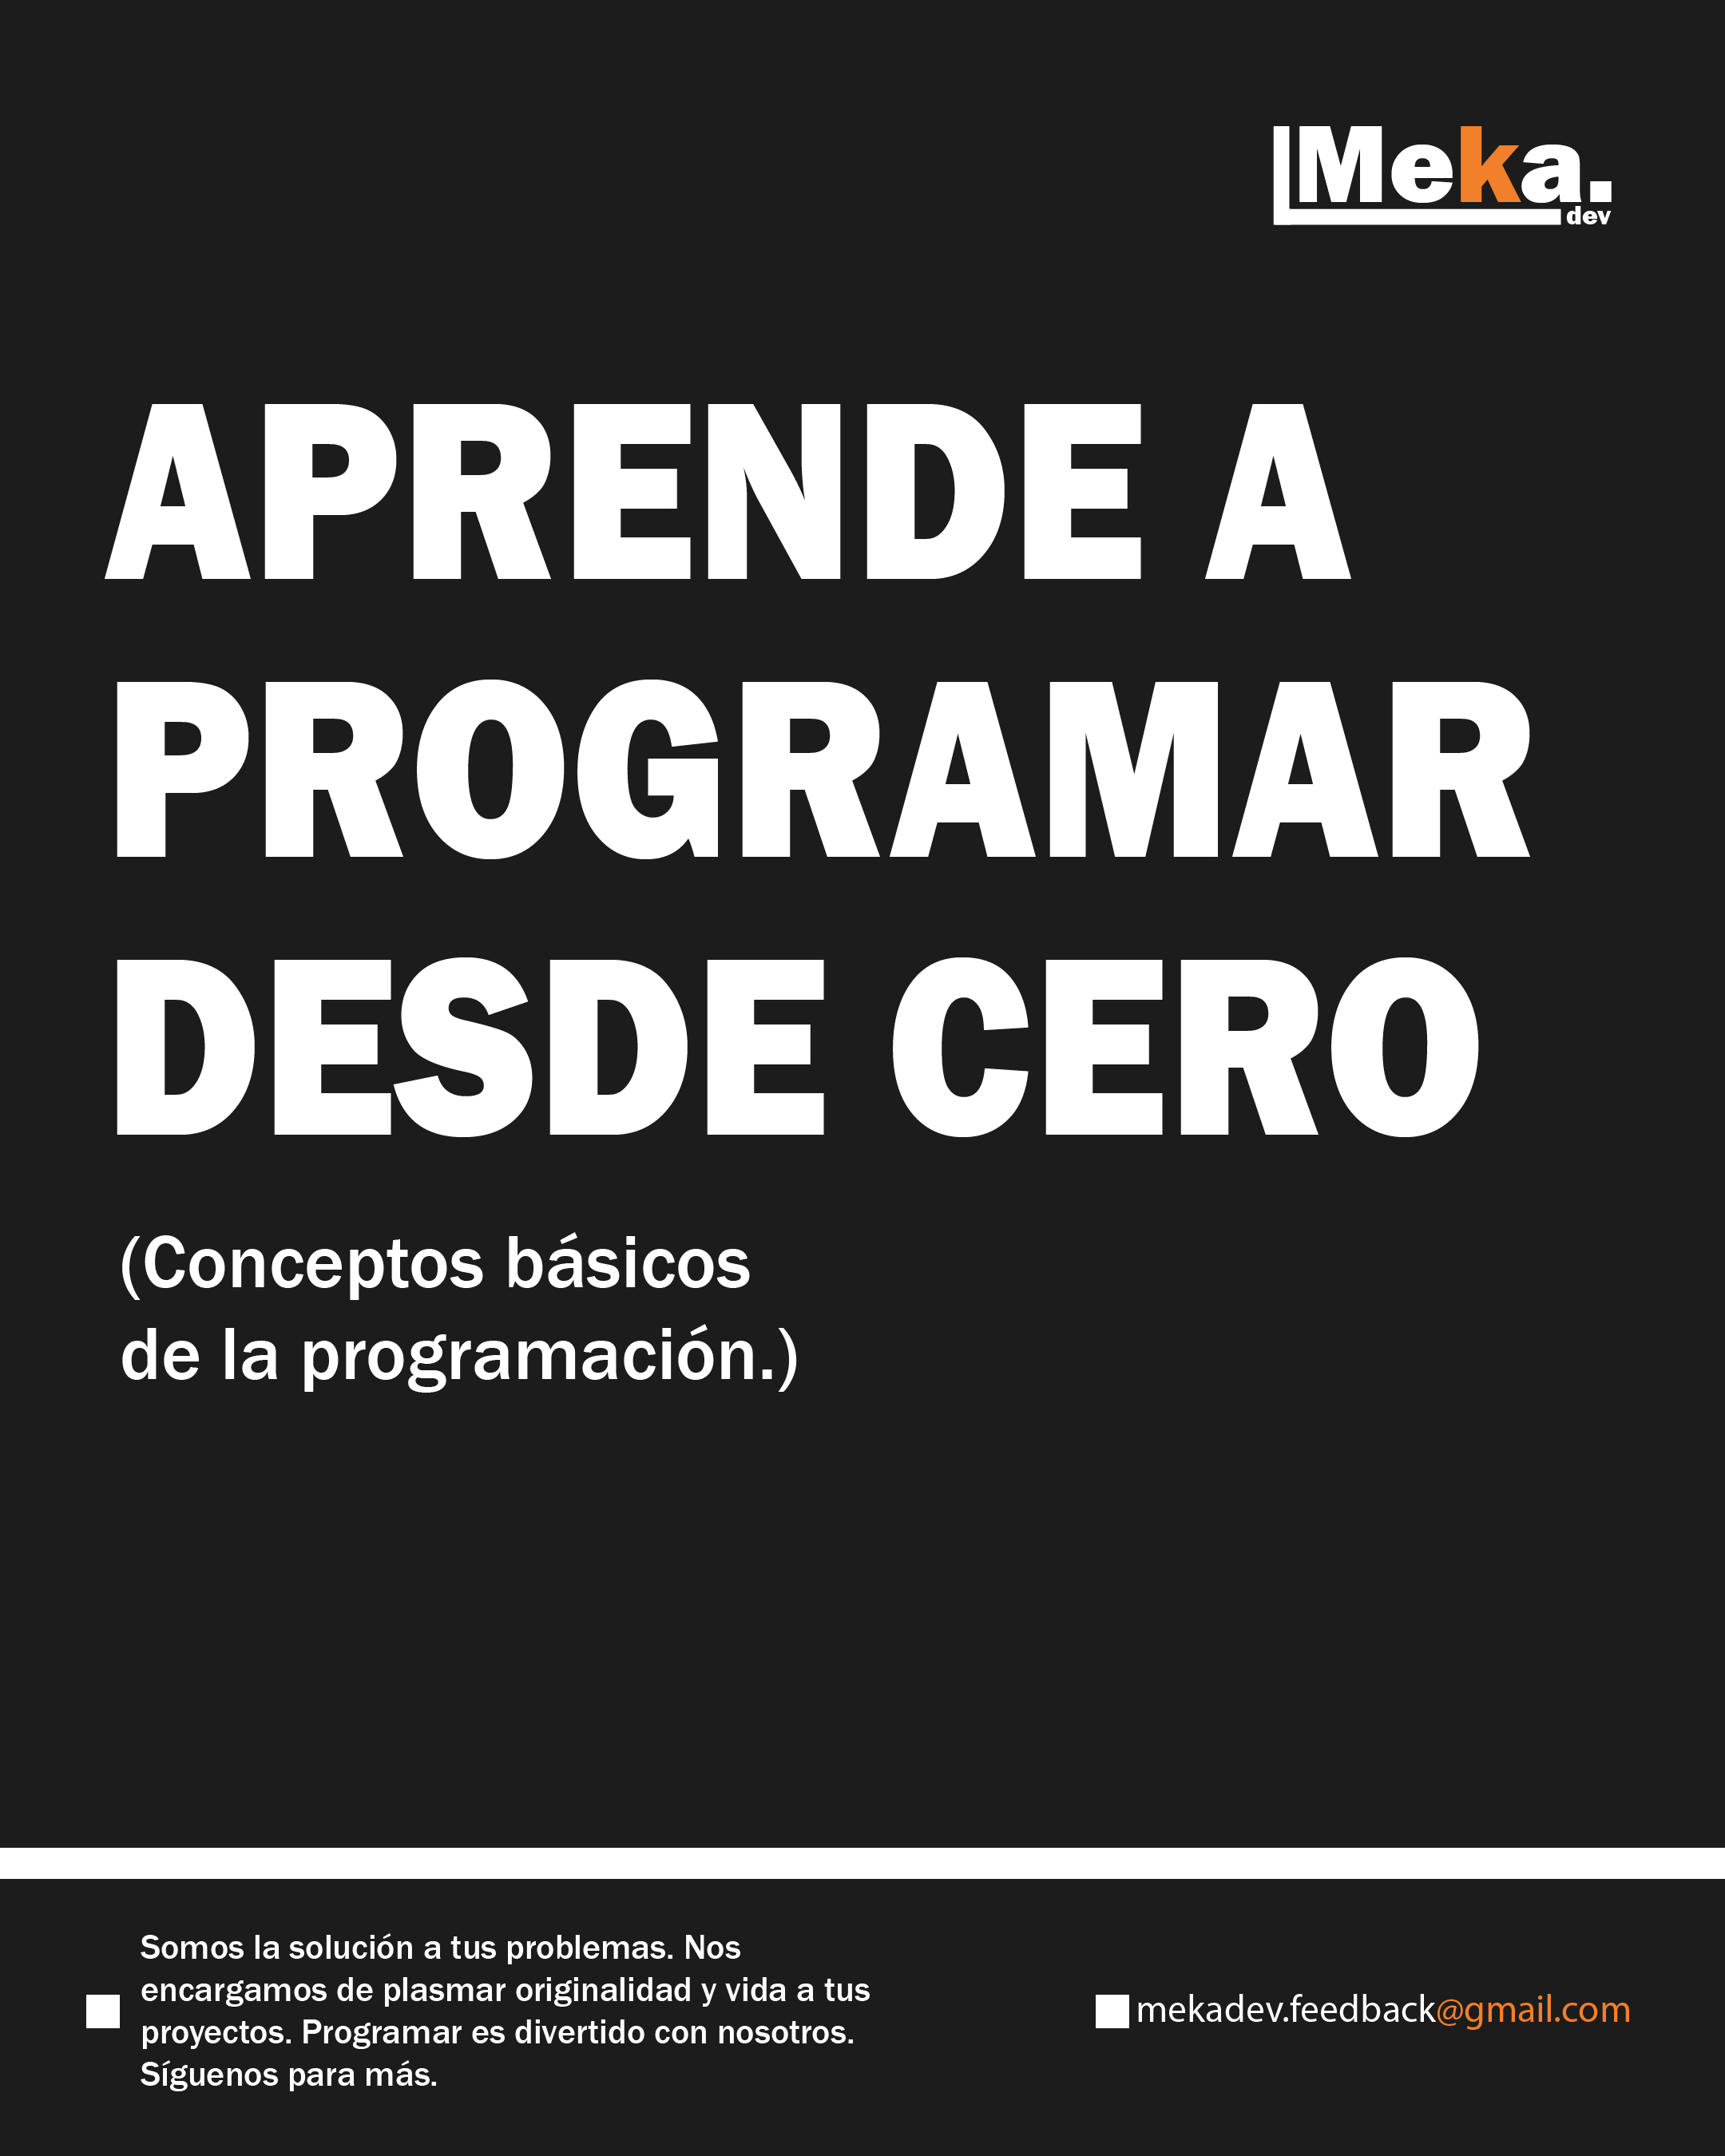 Meka.
dev
APRENDE A
PROGRAMAR
DESDE CERO
(Conceptos básicos
de la programación.)
Somos la solución a tus problemas. Nos
encargamos de plasmar originalidad y vida a tus
proyectos. Programar es divertido con nosotros.
Síguenos para más.
mekadev.feedback@gmail.com